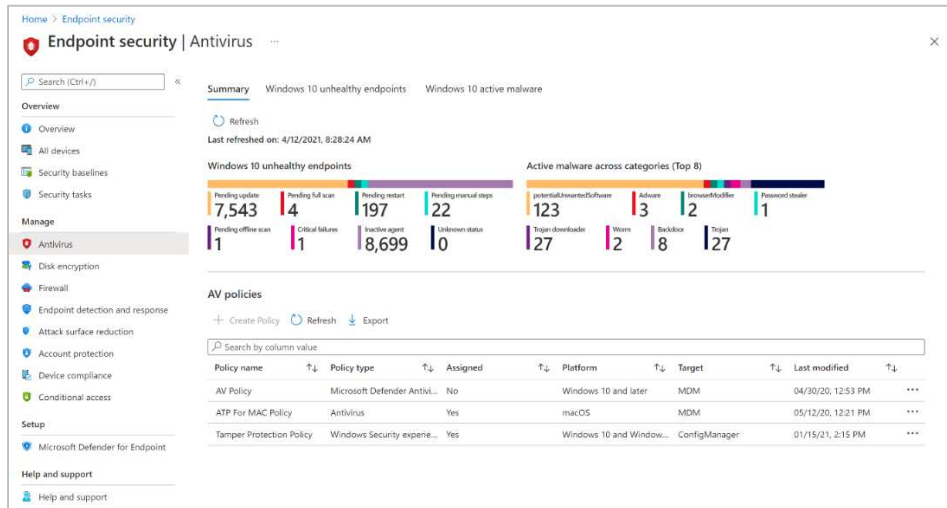 Home > Endpoint security
Endpoint security | Antivirus ...
Search (Ctrl+/)
«
Overview
Overview
All devices
Security baselines
Security tasks
Manage
Antivirus
Disk encryption
Firewall
Endpoint detection and response
Attack surface reduction
Account protection
Device compliance
Conditional access
Setup
Microsoft Defender for Endpoint
Help and support
Help and support
Summary Windows 10 unhealthy endpoints Windows 10 active malware
Refresh
Last refreshed on: 4/12/2021, 8:28:24 AM
Windows 10 unhealthy endpoints
Pending update Pending full scan Pending restart Pending manual steps
7,543 4 197 22
Pending offline scan Critical failures Inactive agent Unknown status
1 1 8,699 0
Active malware across categories (Top 8)
potentialUnwantedSoftware Adware browserModifier Password stealer
123 3 2 1
Trojan downloader Worm Backdoor Trojan
27 2 8 27
AV policies
+ Create Policy Refresh Export
Search by column value
Policy name Policy type Assigned Platform Target Last modified
AV Policy Microsoft Defender Antivi... No Windows 10 and later MDM 04/30/20, 12:53 PM ...
ATP For MAC Policy Antivirus Yes macOS MDM 05/12/20, 12:21 PM ...
Tamper Protection Policy Windows Security experie... Yes Windows 10 and Window... ConfigManager 01/15/21, 2:15 PM ...